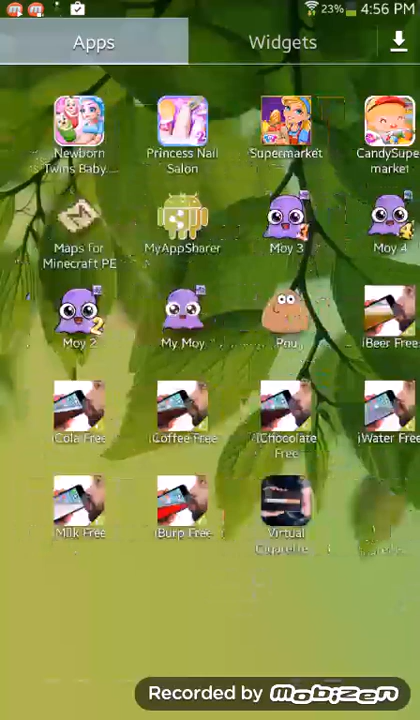 23% 4:56 PM
Apps Widgets
Newborn Twins Baby... Princess Nail Salon Supermarket CandySuper market
Maps for Minecraft PE MyAppSharer Moy 3 Moy 4
Moy 2 My Moy Pou iBeer Free
iCola Free iCoffee Free iChocolate Free iWater Free
iMilk Free iBurp Free Virtual Cigarette
Recorded by mobizen